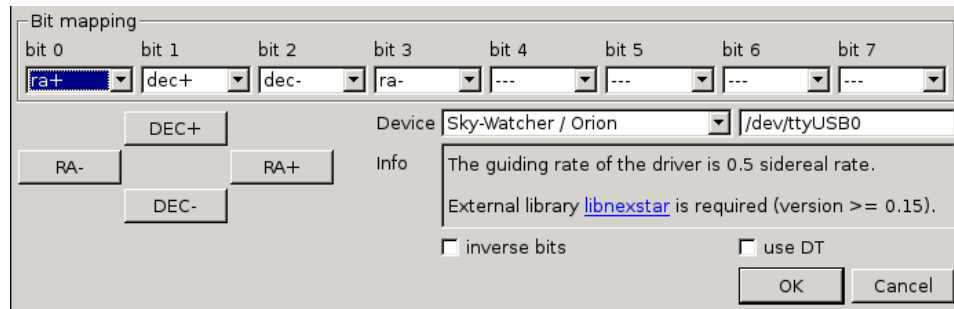 Bit mapping
bit 0 bit 1 bit 2 bit 3 bit 4 bit 5 bit 6 bit 7
ra+ dec+ dec- ra- --- --- --- ---
DEC+ Device Sky-Watcher / Orion /dev/ttyUSB0
RA- RA+ Info The guiding rate of the driver is 0.5 sidereal rate.
DEC- External library libnexstar is required (version >= 0.15).
inverse bits use DT
OK Cancel